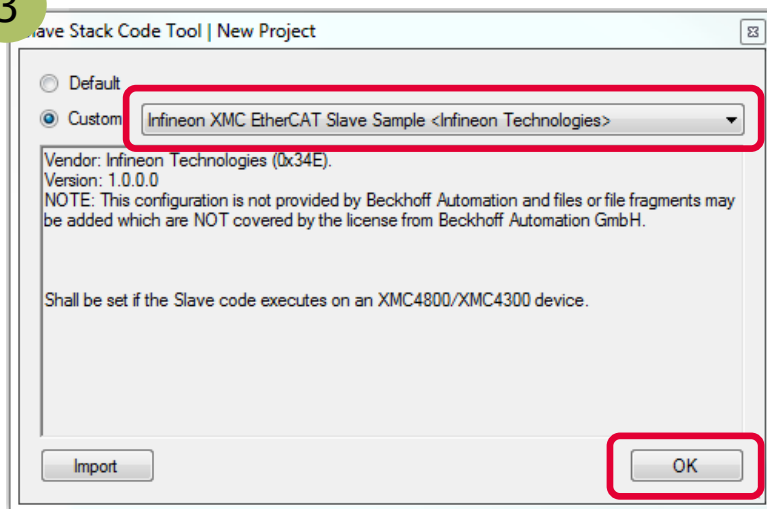 3
lave Stack Code Tool | New Project
Default
Custom Infineon XMC EtherCAT Slave Sample <Infineon Technologies>
Vendor: Infineon Technologies (0x34E).
Version: 1.0.0.0
NOTE: This configuration is not provided by Beckhoff Automation and files or file fragments may
be added which are NOT covered by the license from Beckhoff Automation GmbH.
Shall be set if the Slave code executes on an XMC4800/XMC4300 device.
Import OK